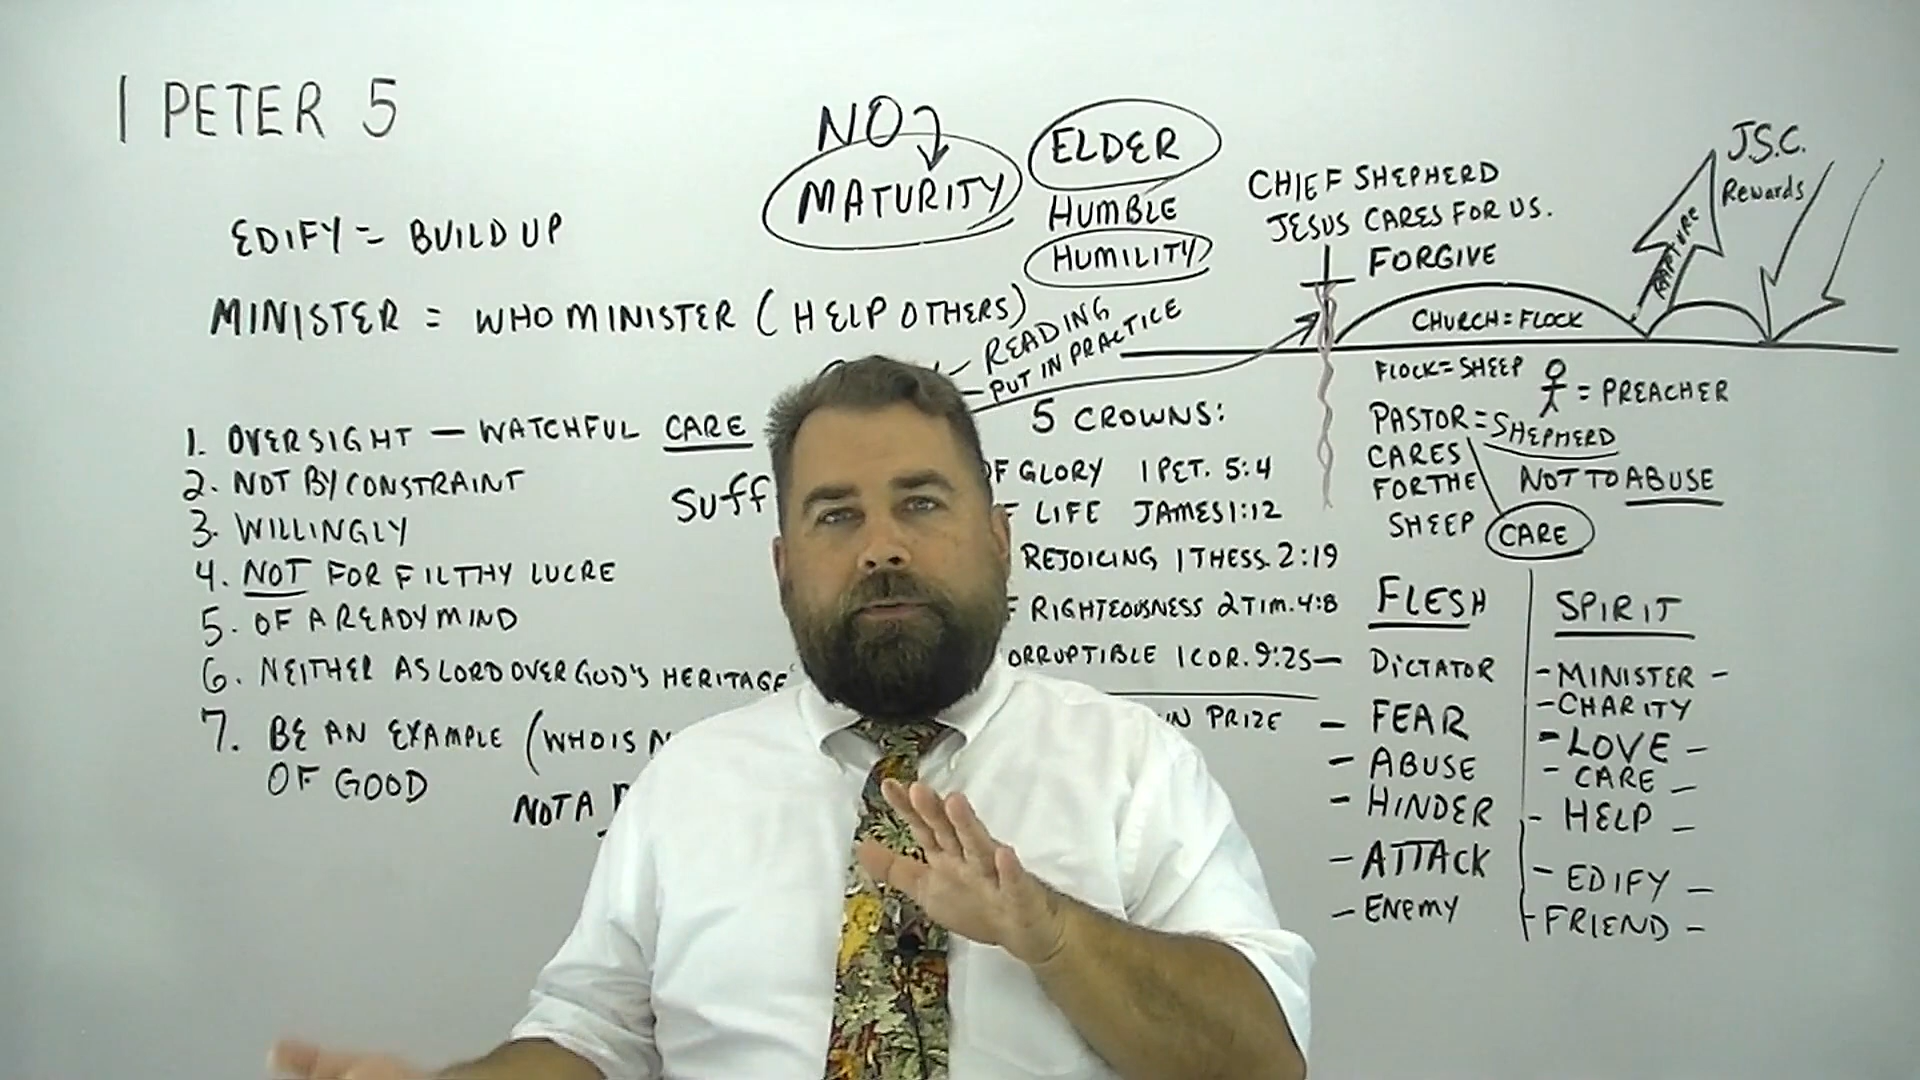 1 PETER 5
EDIFY = BUILD UP
MINISTER = WHO MINISTER (HELP OTHERS)
NO
MATURITY
ELDER
HUMBLE
HUMILITY
- READING
- PUT IN PRACTICE
1. OVERSIGHT — WATCHFUL CARE
2. NOT BY CONSTRAINT
3. WILLINGLY
4. NOT FOR FILTHY LUCRE
5. OF A READY MIND
6. NEITHER AS LORD OVER GOD'S HERITAGE
7. BE AN EXAMPLE (WHO IS
OF GOOD
NOT A
SUFF
5 CROWNS:
OF GLORY 1 PET. 5:4
LIFE JAMES 1:12
REJOICING 1 THESS. 2:19
RIGHTEOUSNESS 2 TIM. 4:8
ORRUPTIBLE 1 COR. 9:25
PRIZE
CHIEF SHEPHERD
JESUS CARES FOR US.
FORGIVE
CHURCH = FLOCK
RAPTURE
J.S.C.
Rewards
FLOCK = SHEEP
= PREACHER
PASTOR = SHEPHERD
CARES
FOR THE
SHEEP
NOT TO ABUSE
CARE
FLESH
— DICTATOR
— FEAR
- ABUSE
- HINDER
- ATTACK
- ENEMY
SPIRIT
- MINISTER -
- CHARITY
- LOVE -
- CARE -
- HELP -
- EDIFY -
- FRIEND -